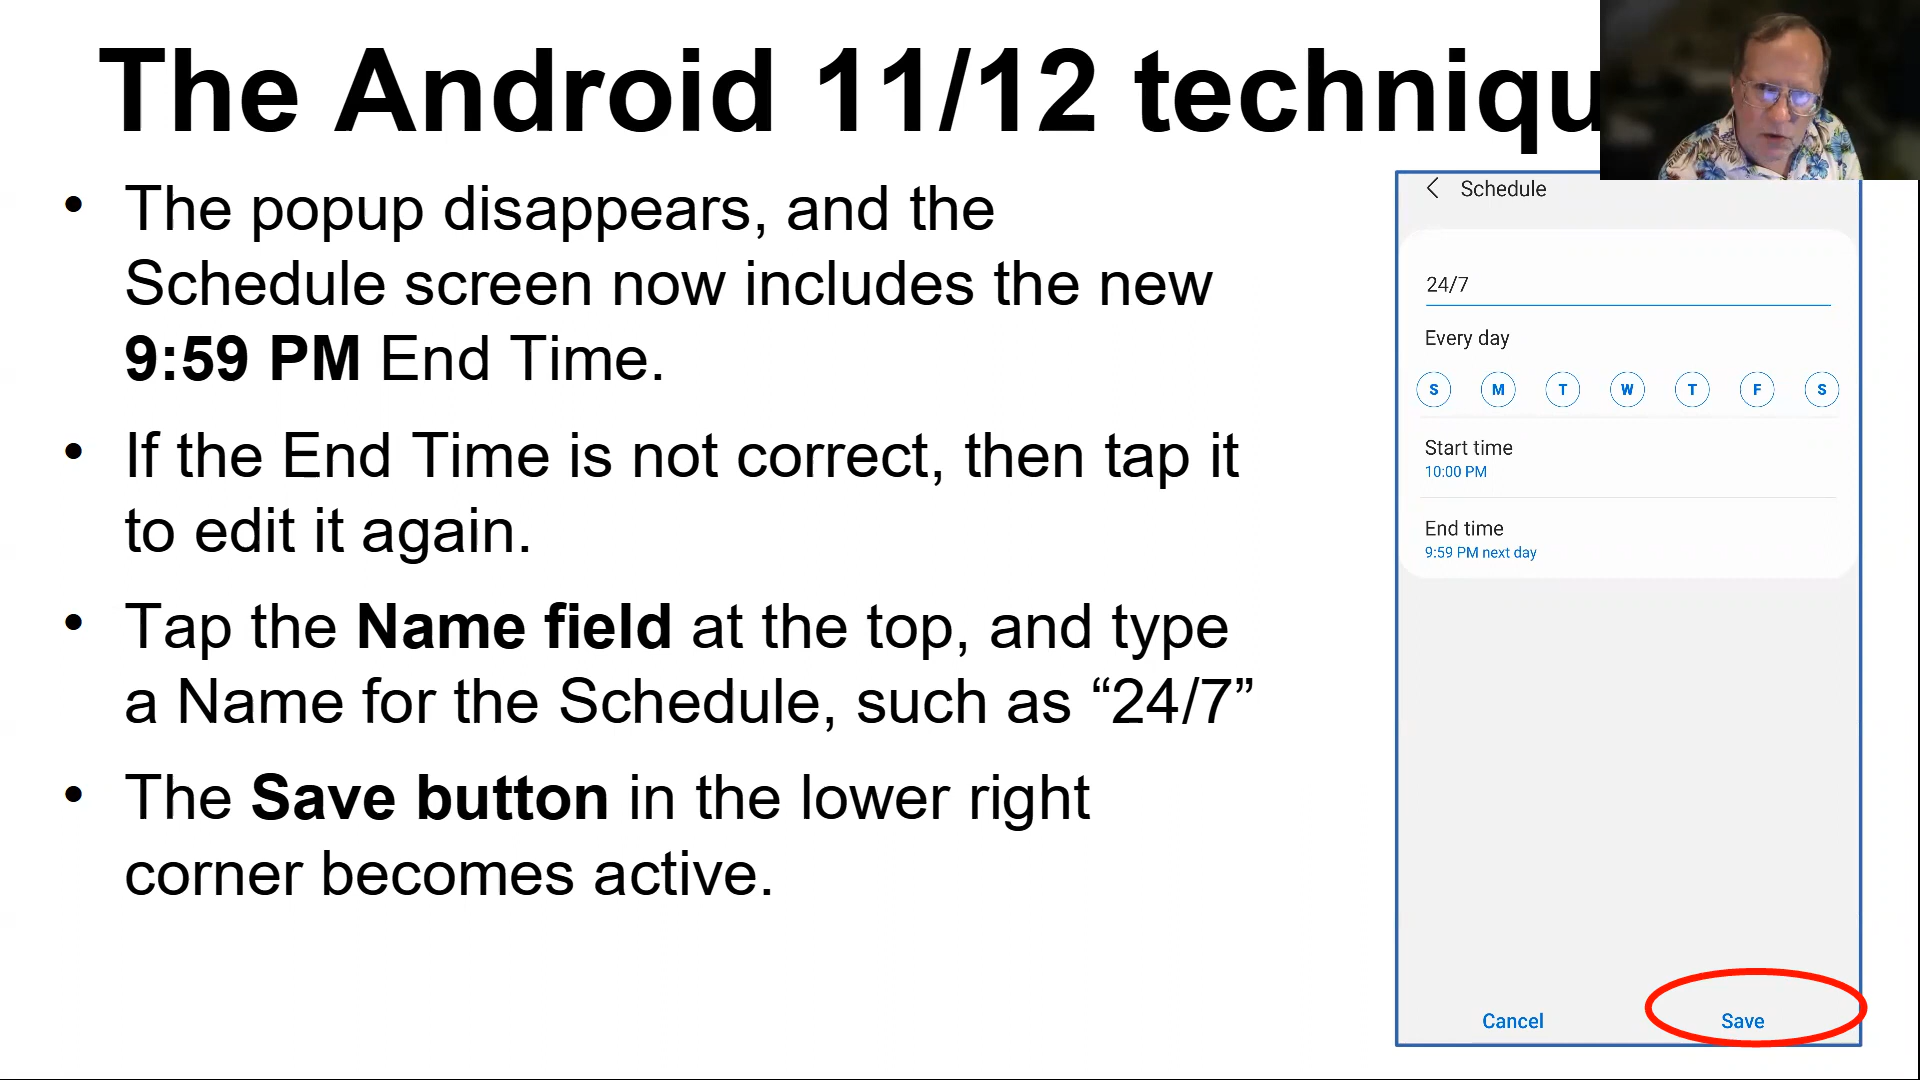 The Android 11/12 techniqu
• The popup disappears, and the
Schedule screen now includes the new
9:59 PM End Time.
• If the End Time is not correct, then tap it
to edit it again.
• Tap the Name field at the top, and type
a Name for the Schedule, such as “24/7”
• The Save button in the lower right
corner becomes active.
Schedule
24/7
Every day
S M T W T F S
Start time
10:00 PM
End time
9:59 PM next day
Cancel Save